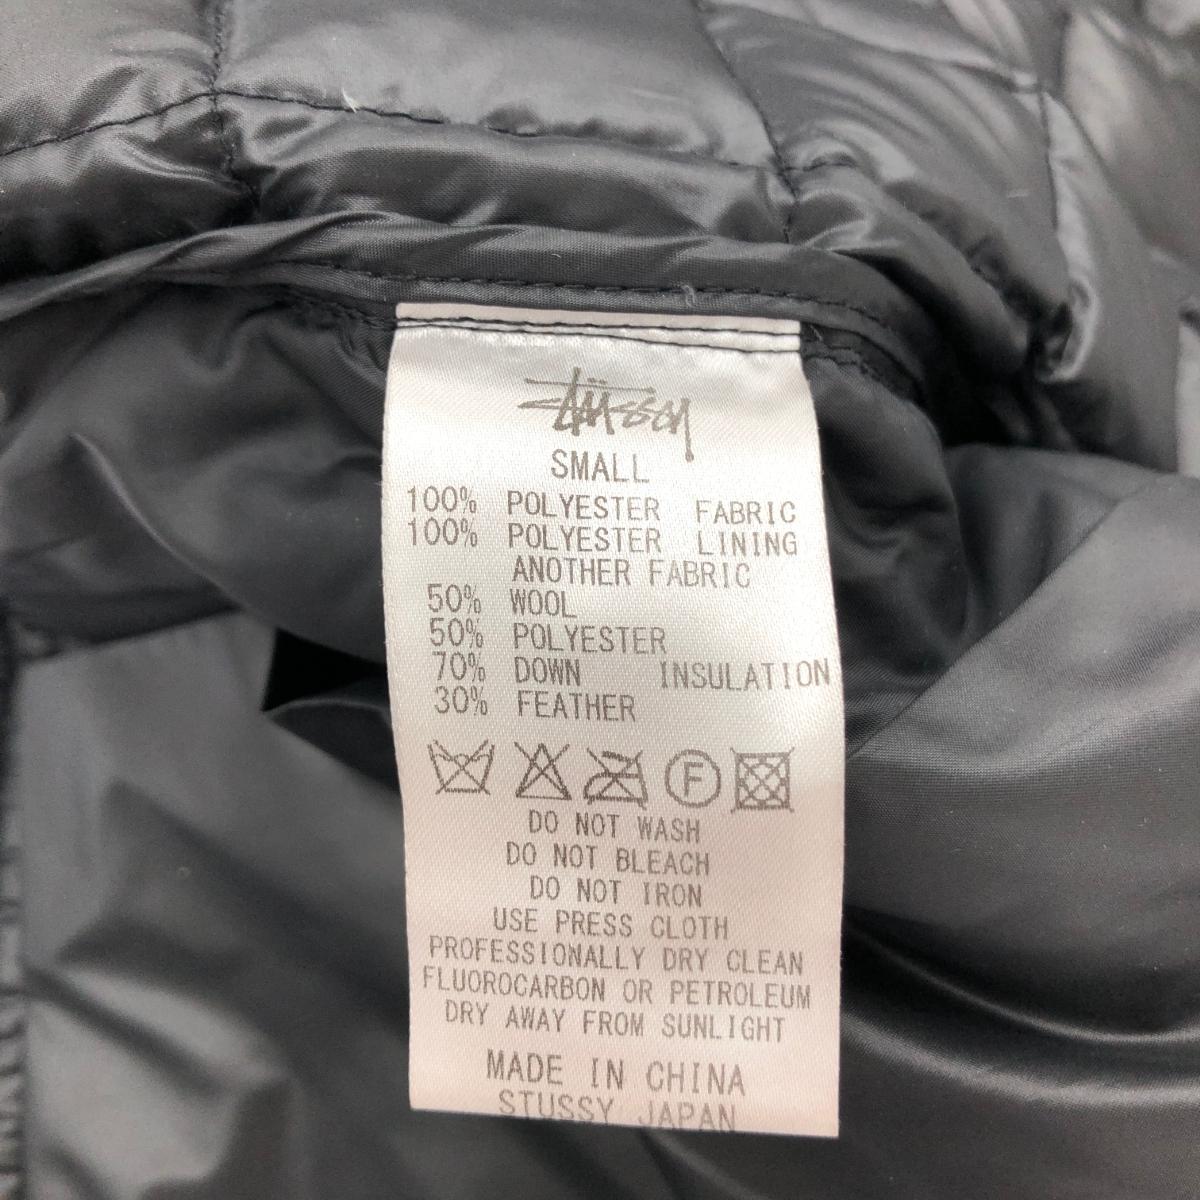 Stüssy
SMALL
100% POLYESTER FABRIC
100% POLYESTER LINING
ANOTHER FABRIC
50% WOOL
50% POLYESTER
70% DOWN INSULATION
30% FEATHER
F
DO NOT WASH
DO NOT BLEACH
DO NOT IRON
USE PRESS CLOTH
PROFESSIONALLY DRY CLEAN
FLUOROCARBON OR PETROLEUM
DRY AWAY FROM SUNLIGHT
MADE IN CHINA
STUSSY JAPAN